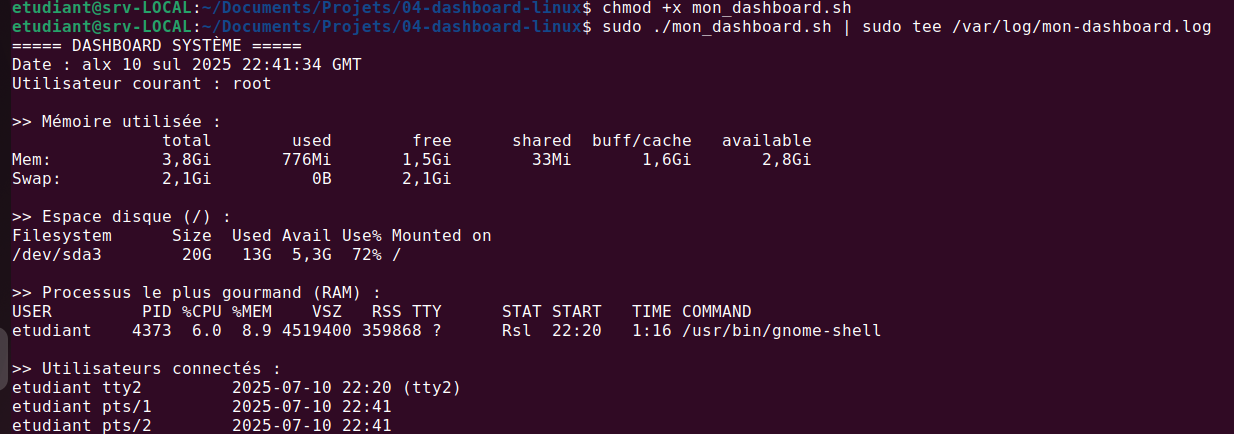 etudiant@srv-LOCAL:~/Documents/Projets/04-dashboard-linux$ chmod +x mon_dashboard.sh
etudiant@srv-LOCAL:~/Documents/Projets/04-dashboard-linux$ sudo ./mon_dashboard.sh | sudo tee /var/log/mon-dashboard.log
===== DASHBOARD SYSTÈME =====
Date : alx 10 sul 2025 22:41:34 GMT
Utilisateur courant : root
>> Mémoire utilisée :
total used free shared buff/cache available
Mem: 3,8Gi 776Mi 1,5Gi 33Mi 1,6Gi 2,8Gi
Swap: 2,1Gi 0B 2,1Gi
>> Espace disque (/) :
Filesystem Size Used Avail Use% Mounted on
/dev/sda3 20G 13G 5,3G 72% /
>> Processus le plus gourmand (RAM) :
USER PID %CPU %MEM VSZ RSS TTY STAT START TIME COMMAND
etudiant 4373 6.0 8.9 4519400 359868 ? Rsl 22:20 1:16 /usr/bin/gnome-shell
>> Utilisateurs connectés :
etudiant tty2 2025-07-10 22:20 (tty2)
etudiant pts/1 2025-07-10 22:41
etudiant pts/2 2025-07-10 22:41